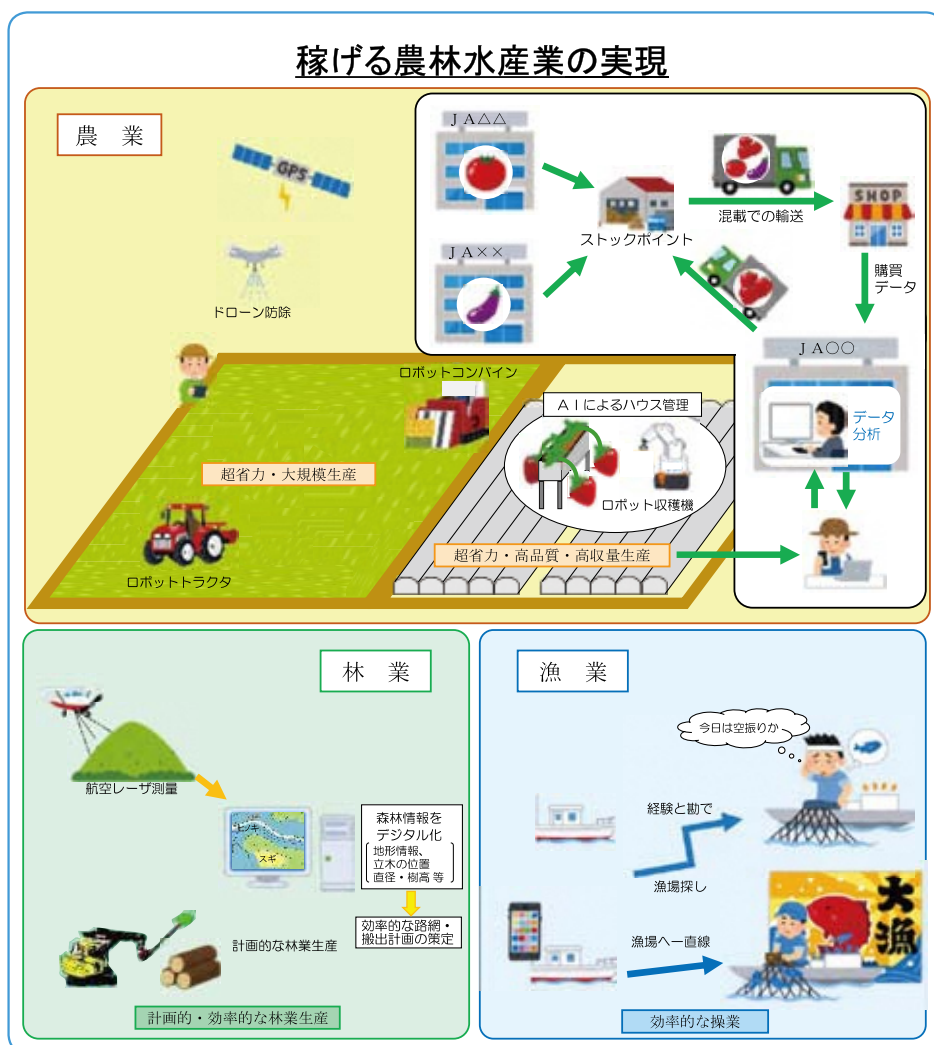 稼げる農林水産業の実現
農　業
GPS
ドローン防除
JA△△
JA××
ストックポイント
混載での輸送
SHOP
購買
データ
JA○○
データ
分析
ロボットコンバイン
AIによるハウス管理
ロボット収穫機
超省力・大規模生産
ロボットトラクタ
超省力・高品質・高収量生産
林　業
航空レーザ測量
ヒノキ
スギ
森林情報を
デジタル化
地形情報、
立木の位置
直径・樹高 等
効率的な路網・
搬出計画の策定
計画的な林業生産
計画的・効率的な林業生産
漁　業
今日は空振りか
経験と勘で
漁場探し
漁場へ一直線
大漁
効率的な操業